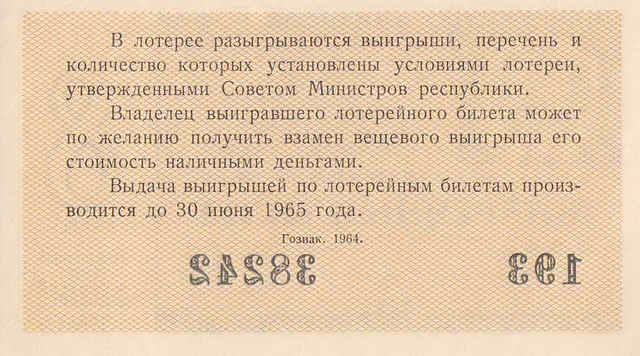 В лотерее разыгрываются выигрыши, перечень и
количество которых установлены условиями лотереи,
утвержденными Советом Министров республики.
Владелец выигравшего лотерейного билета может
по желанию получить взамен вещевого выигрыша его
стоимость наличными деньгами.
Выдача выигрышей по лотерейным билетам произ-
водится до 30 июня 1965 года.
Гознак. 1964.
38242 193